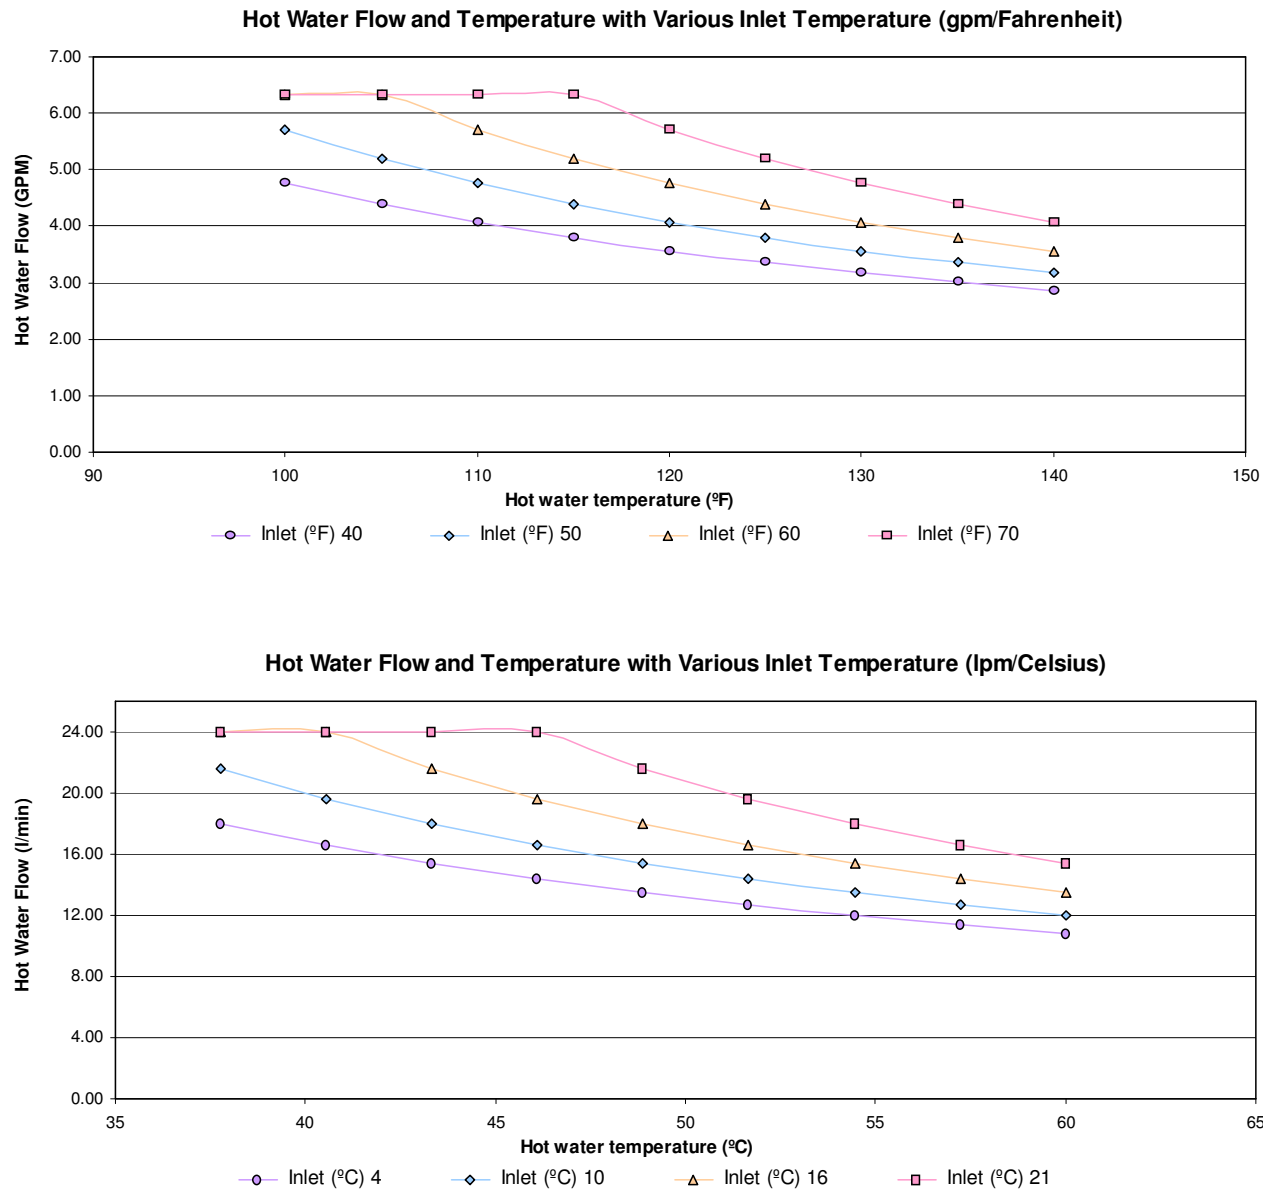 Hot Water Flow and Temperature with Various Inlet Temperature (gpm/Fahrenheit)
7.00
6.00
5.00
4.00
3.00
2.00
1.00
0.00
Hot Water Flow (GPM)
90 100 110 120 130 140 150
Hot water temperature (ºF)
Inlet (ºF) 40 Inlet (ºF) 50 Inlet (ºF) 60 Inlet (ºF) 70
Hot Water Flow and Temperature with Various Inlet Temperature (lpm/Celsius)
24.00
20.00
16.00
12.00
8.00
4.00
0.00
Hot Water Flow (l/min)
35 40 45 50 55 60 65
Hot water temperature (ºC)
Inlet (ºC) 4 Inlet (ºC) 10 Inlet (ºC) 16 Inlet (ºC) 21